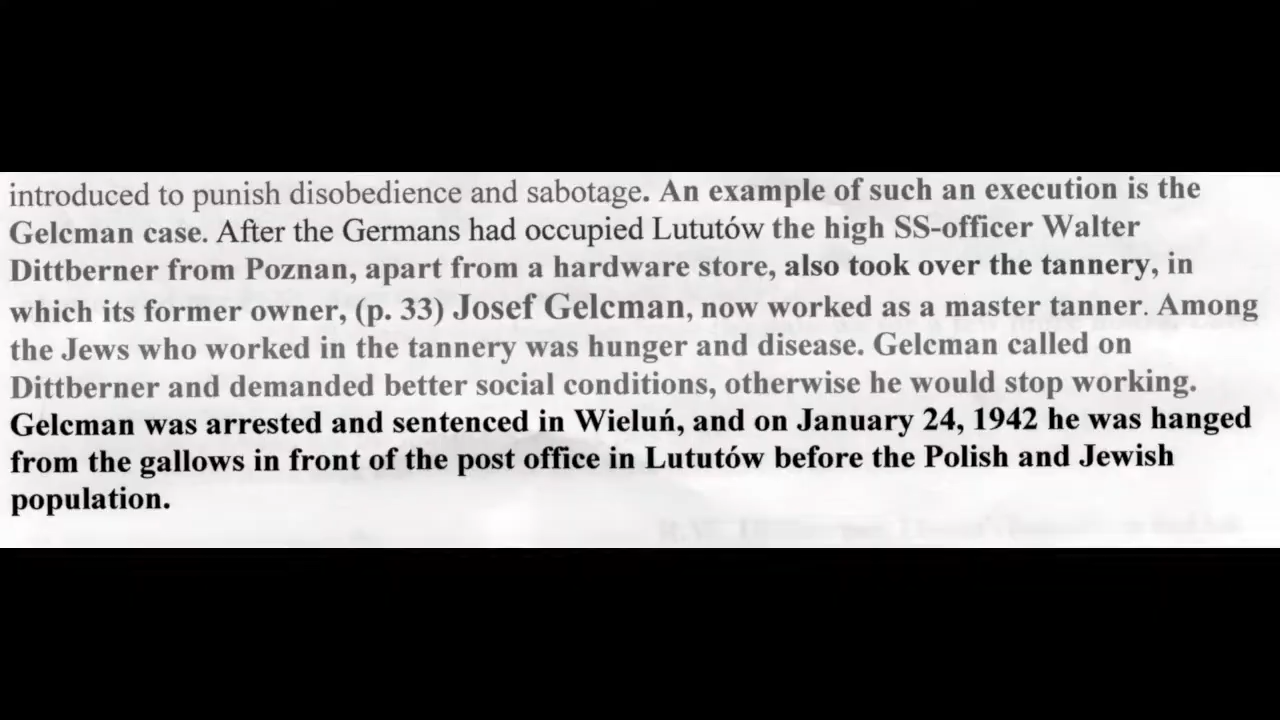 introduced to punish disobedience and sabotage. An example of such an execution is the
Gelcman case. After the Germans had occupied Lututów the high SS-officer Walter
Dittberner from Poznan, apart from a hardware store, also took over the tannery, in
which its former owner, (p. 33) Josef Gelcman, now worked as a master tanner. Among
the Jews who worked in the tannery was hunger and disease. Gelcman called on
Dittberner and demanded better social conditions, otherwise he would stop working.
Gelcman was arrested and sentenced in Wieluń, and on January 24, 1942 he was hanged
from the gallows in front of the post office in Lututów before the Polish and Jewish
population.